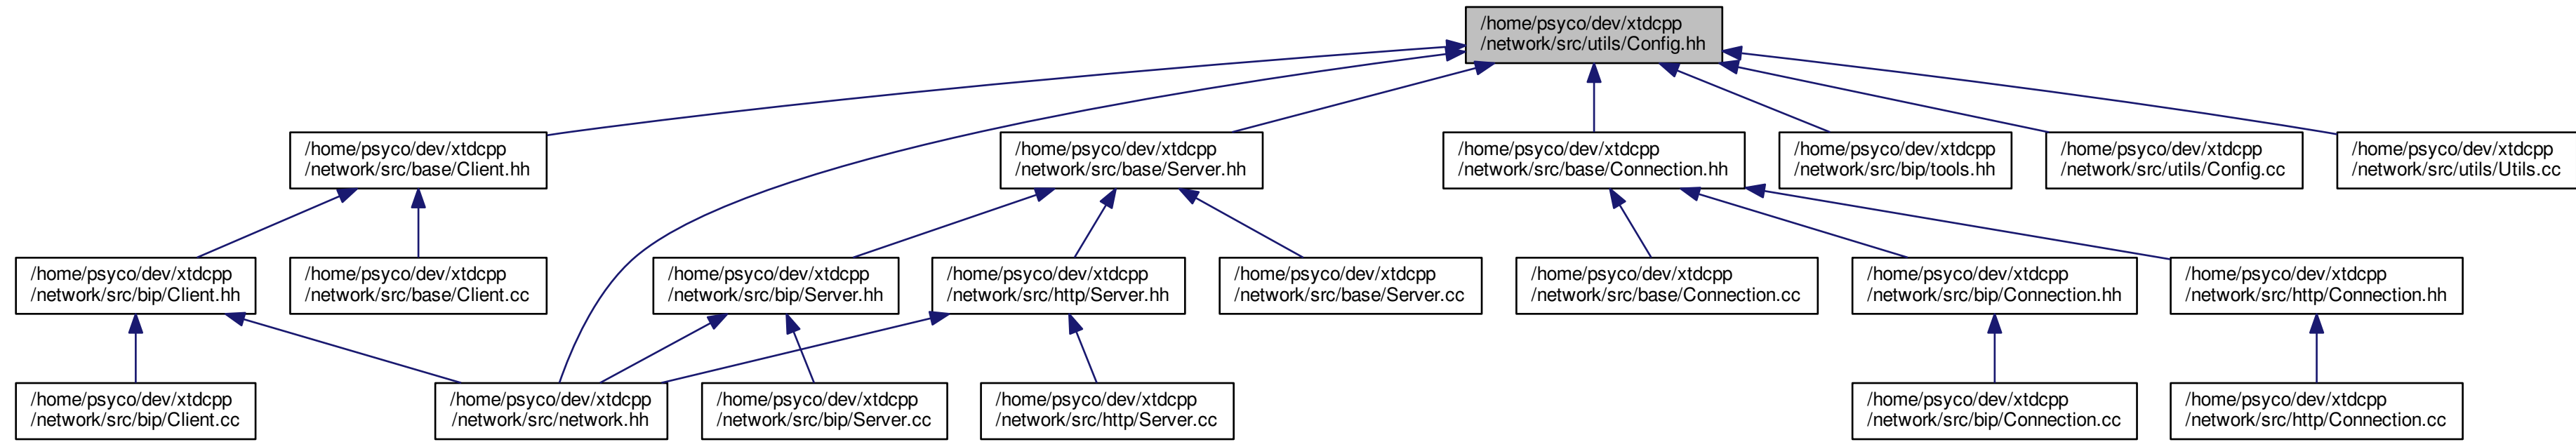 /home/psyco/dev/xtdcpp
/network/src/utils/Config.hh
/home/psyco/dev/xtdcpp
/network/src/base/Client.hh
/home/psyco/dev/xtdcpp
/network/src/base/Server.hh
/home/psyco/dev/xtdcpp
/network/src/base/Connection.hh
/home/psyco/dev/xtdcpp
/network/src/bip/tools.hh
/home/psyco/dev/xtdcpp
/network/src/utils/Config.cc
/home/psyco/dev/xtdcpp
/network/src/utils/Utils.cc
/home/psyco/dev/xtdcpp
/network/src/bip/Client.hh
/home/psyco/dev/xtdcpp
/network/src/base/Client.cc
/home/psyco/dev/xtdcpp
/network/src/bip/Server.hh
/home/psyco/dev/xtdcpp
/network/src/http/Server.hh
/home/psyco/dev/xtdcpp
/network/src/base/Server.cc
/home/psyco/dev/xtdcpp
/network/src/base/Connection.cc
/home/psyco/dev/xtdcpp
/network/src/bip/Connection.hh
/home/psyco/dev/xtdcpp
/network/src/http/Connection.hh
/home/psyco/dev/xtdcpp
/network/src/bip/Client.cc
/home/psyco/dev/xtdcpp
/network/src/network.hh
/home/psyco/dev/xtdcpp
/network/src/bip/Server.cc
/home/psyco/dev/xtdcpp
/network/src/http/Server.cc
/home/psyco/dev/xtdcpp
/network/src/bip/Connection.cc
/home/psyco/dev/xtdcpp
/network/src/http/Connection.cc